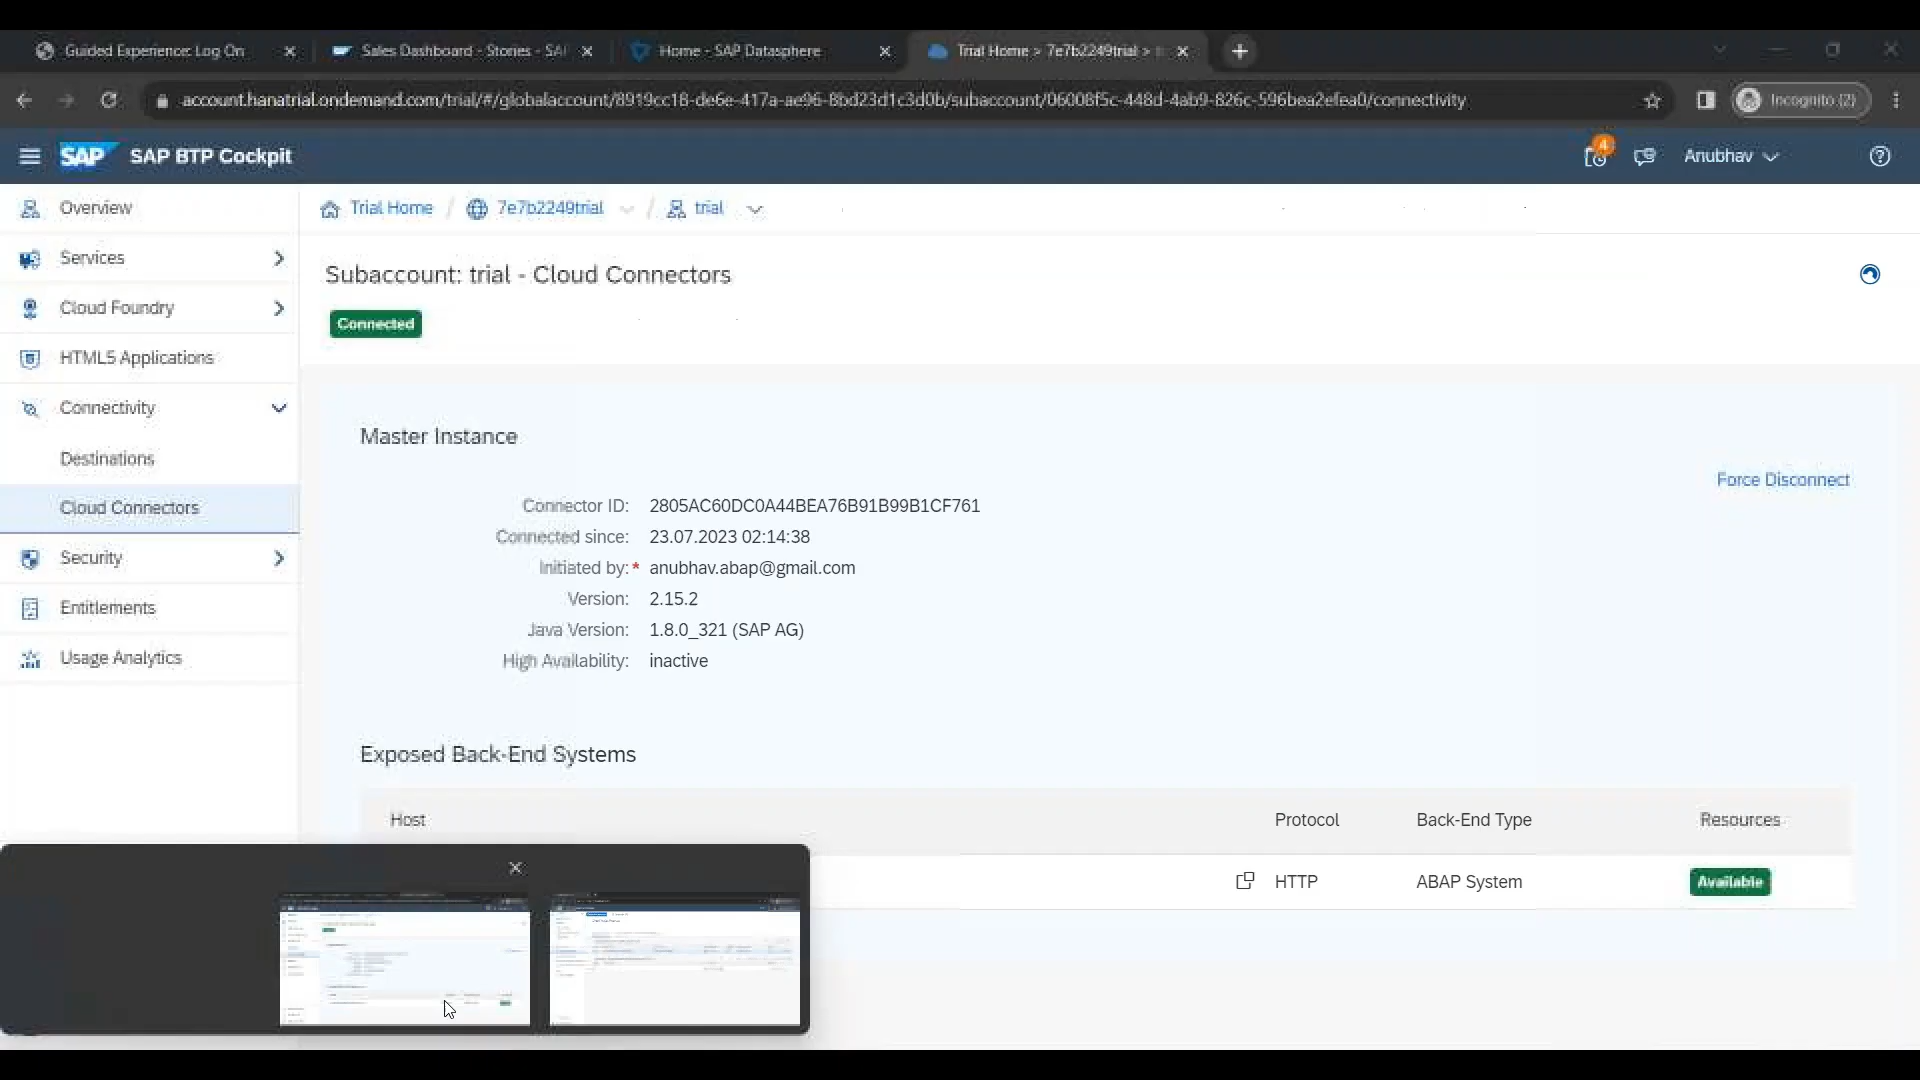 Guided Experience: Log On
Sales Dashboard - Stories - SA
Home - SAP Datasphere
Trial Home > 7e7b2249trial >
account.hanatrial.ondemand.com/trial/#/globalaccount/8919cc18-de6e-417a-ae96-8bd23d1c3d0b/subaccount/06008f5c-448d-4ab9-826c-596bea2efea0/connectivity
Incognito (2)
SAP
SAP BTP Cockpit
4
Anubhav
Overview
Services
Cloud Foundry
HTML5 Applications
Connectivity
Destinations
Cloud Connectors
Security
Entitlements
Usage Analytics
Trial Home / 7e7b2249trial / trial
Subaccount: trial - Cloud Connectors
Connected
Master Instance
Force Disconnect
Connector ID: 2805AC60DC0A44BEA76B91B99B1CF761
Connected since: 23.07.2023 02:14:38
Initiated by:* anubhav.abap@gmail.com
Version: 2.15.2
Java Version: 1.8.0_321 (SAP AG)
High Availability: inactive
Exposed Back-End Systems
Host Protocol Back-End Type Resources
HTTP ABAP System Available